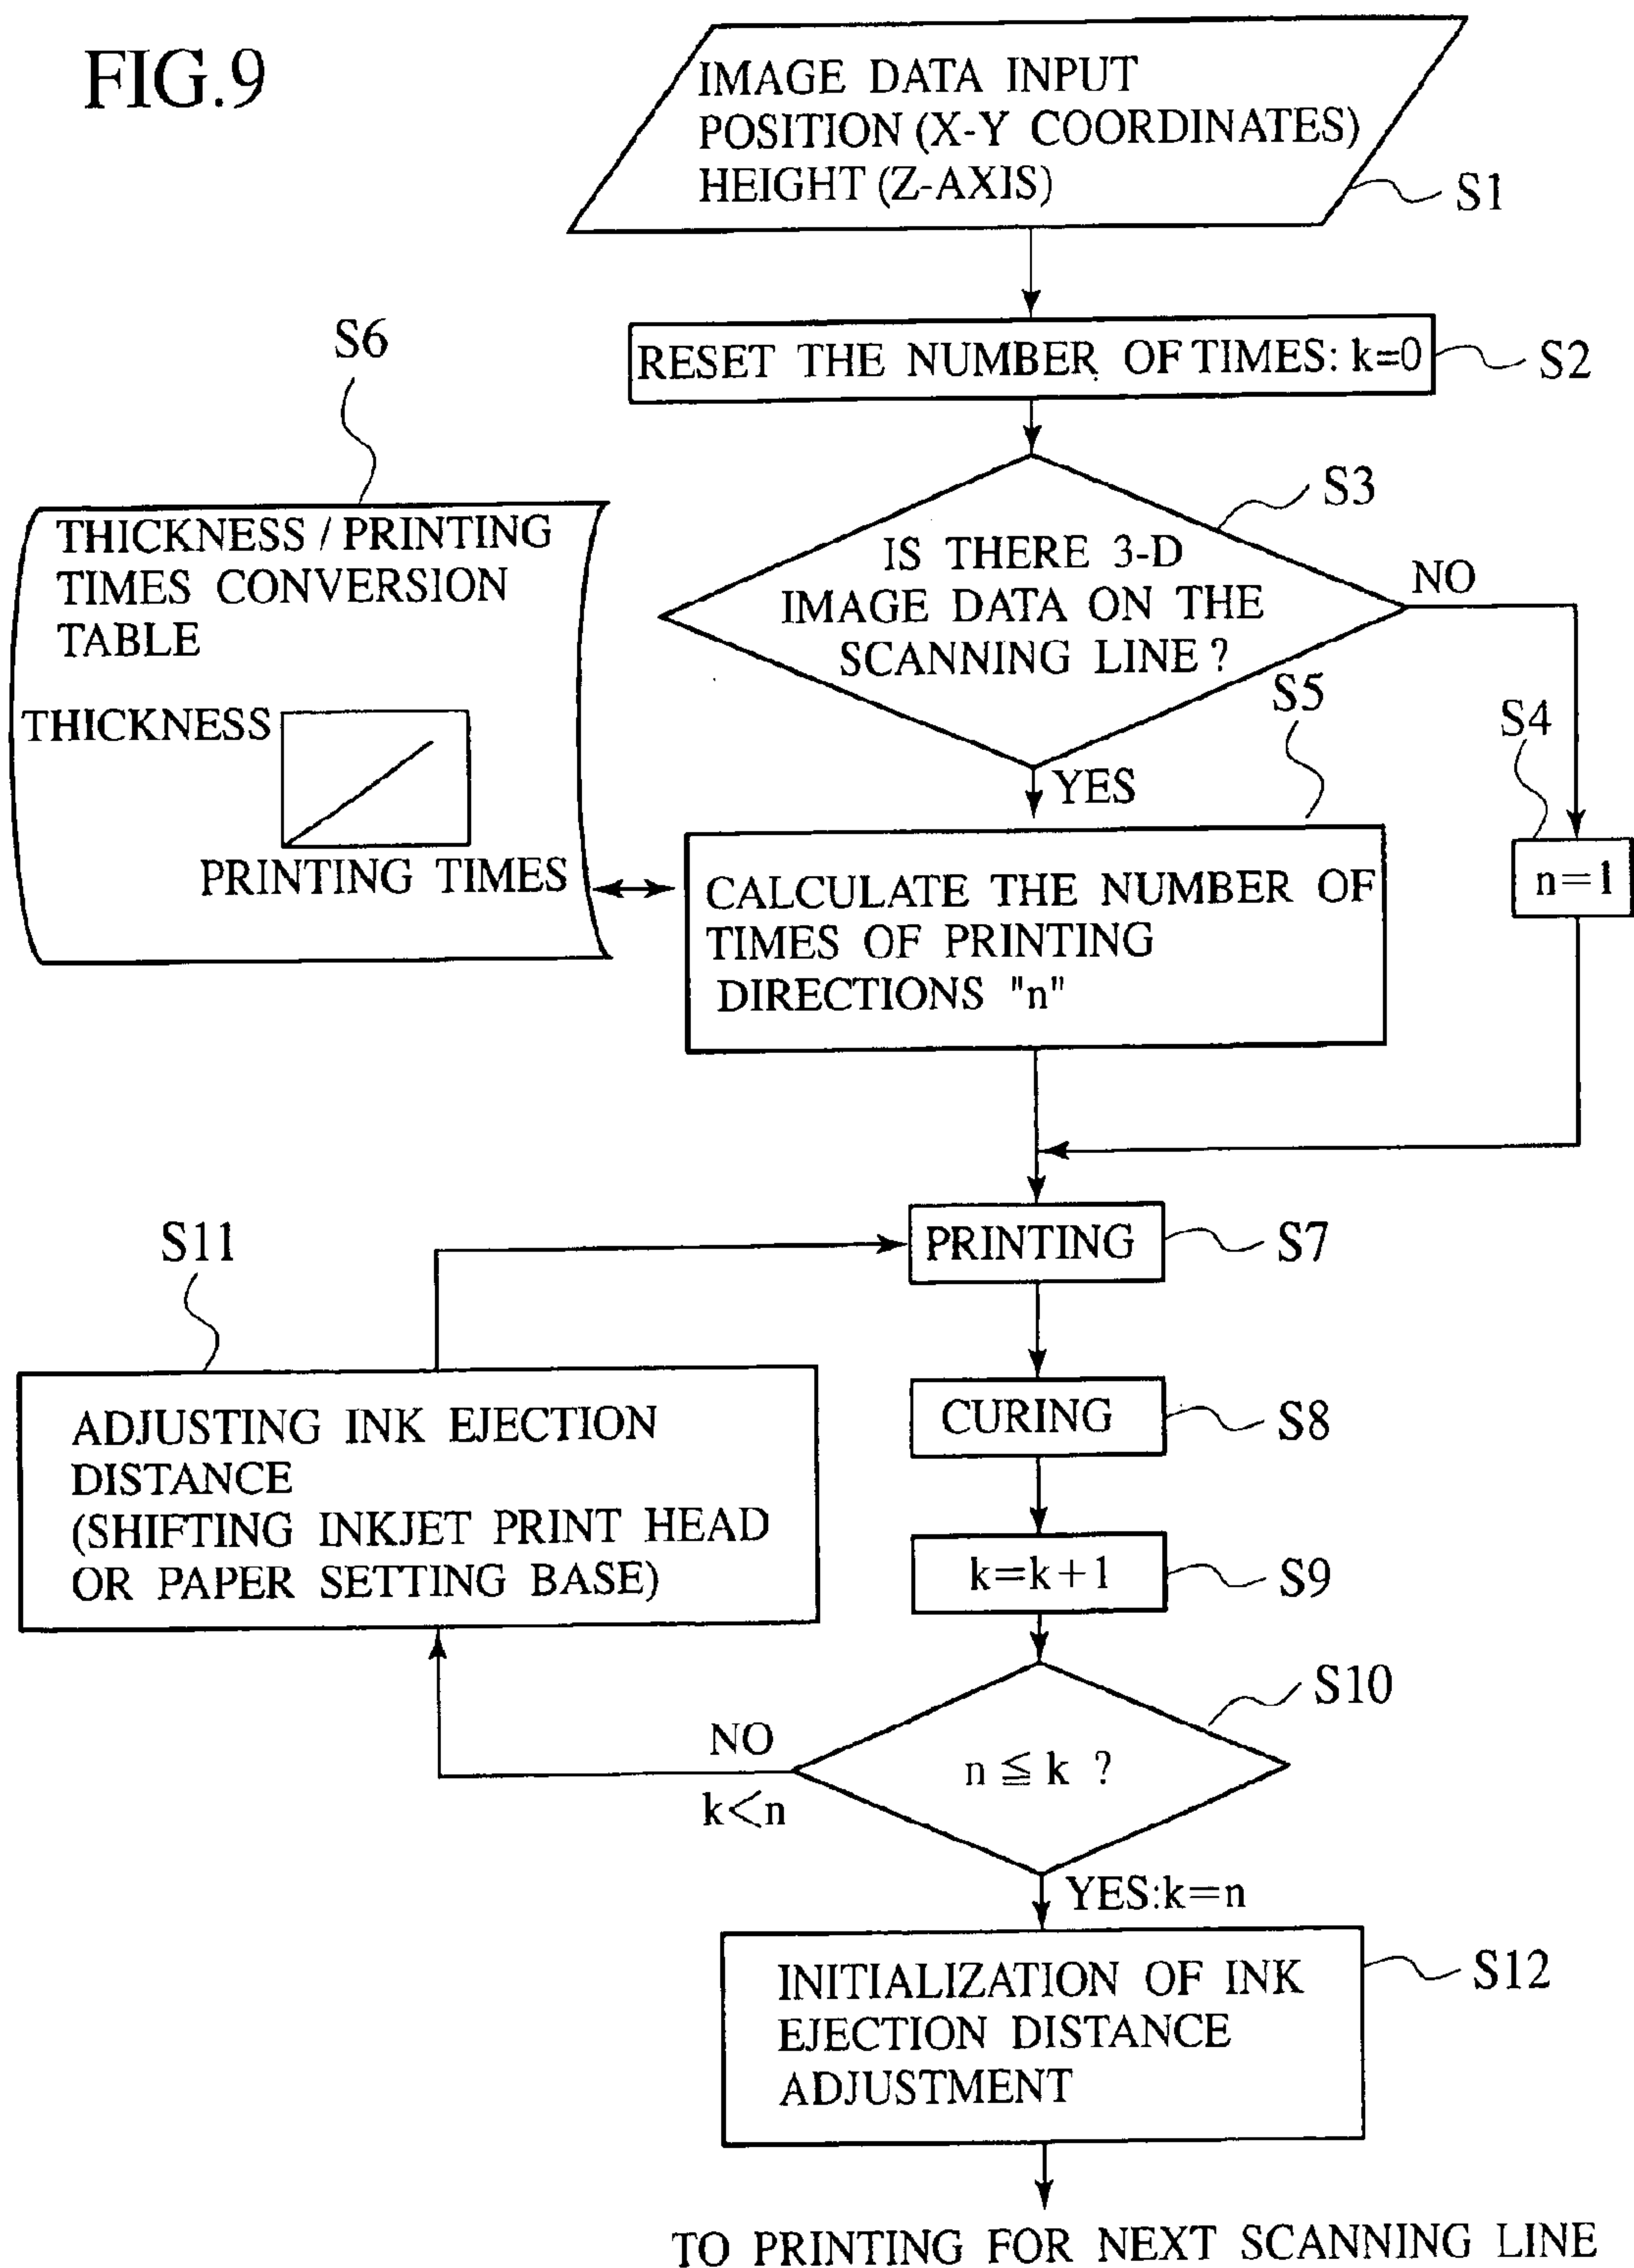 FIG.9
IMAGE DATA INPUT
POSITION (X-Y COORDINATES)
HEIGHT (Z-AXIS)
S1
RESET THE NUMBER OF TIMES: k=0
S2
S6
THICKNESS / PRINTING
TIMES CONVERSION
TABLE
THICKNESS
PRINTING TIMES
S3
IS THERE 3-D
IMAGE DATA ON THE
SCANNING LINE ?
NO
YES
S5
S4
n=1
CALCULATE THE NUMBER OF
TIMES OF PRINTING
DIRECTIONS "n"
PRINTING
S7
S11
ADJUSTING INK EJECTION
DISTANCE
(SHIFTING INKJET PRINT HEAD
OR PAPER SETTING BASE)
CURING
S8
k=k+1
S9
S10
n ≦ k ?
NO
k<n
YES:k=n
INITIALIZATION OF INK
EJECTION DISTANCE
ADJUSTMENT
S12
TO PRINTING FOR NEXT SCANNING LINE